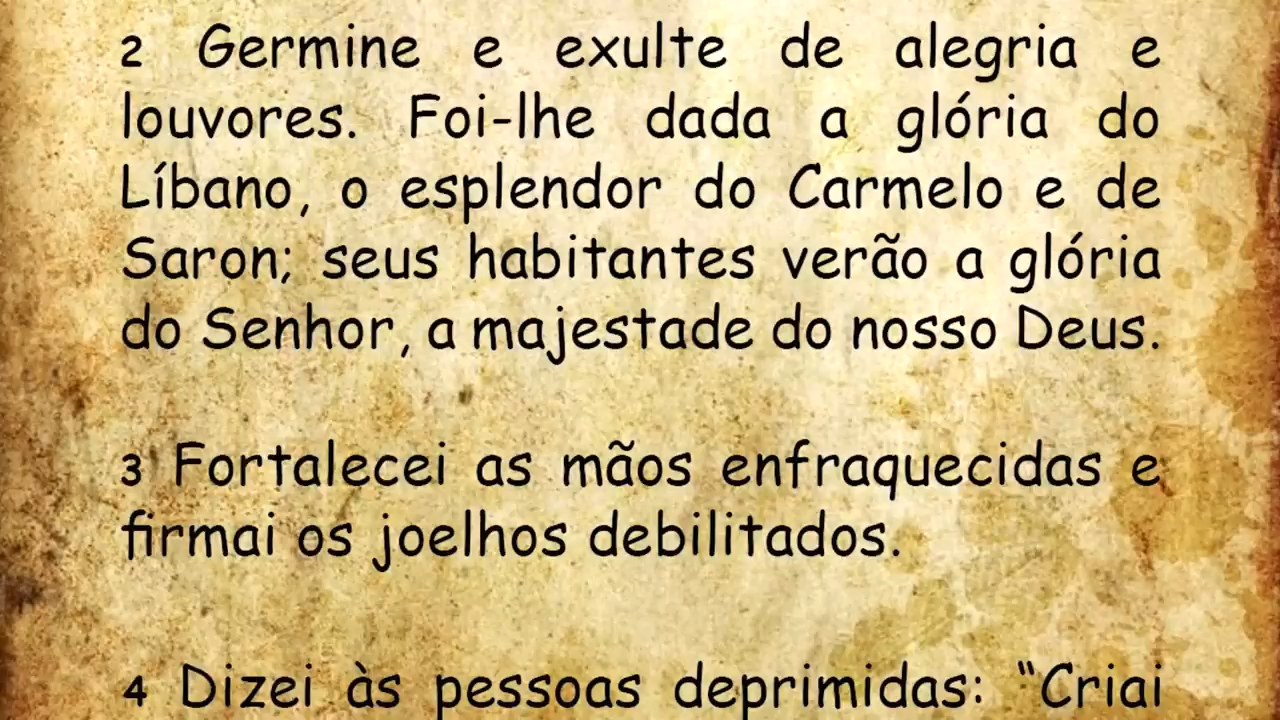 2 Germine e exulte de alegria e
louvores. Foi-lhe dada a glória do
Líbano, o esplendor do Carmelo e de
Saron; seus habitantes verão a glória
do Senhor, a majestade do nosso Deus.
3 Fortalecei as mãos enfraquecidas e
firmai os joelhos debilitados.
4 Dizei às pessoas deprimidas: “Criai